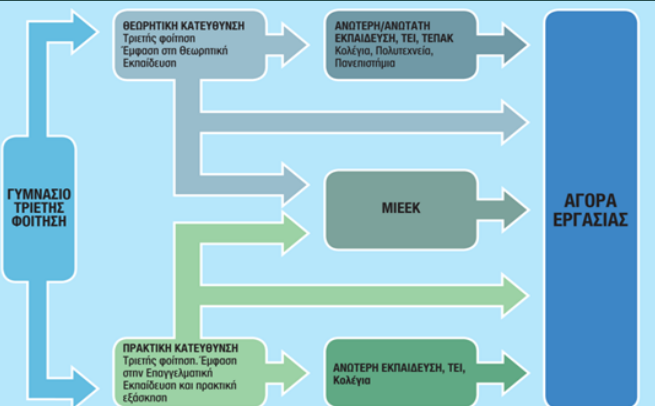 ΓΥΜΝΑΣΙΟ
ΤΡΙΕΤΗΣ
ΦΟΙΤΗΣΗ
ΘΕΩΡΗΤΙΚΗ ΚΑΤΕΥΘΥΝΣΗ
Τριετής φοίτηση
Έμφαση στη Θεωρητική
Εκπαίδευση
ΑΝΩΤΕΡΗ/ΑΝΩΤΑΤΗ
ΕΚΠΑΙΔΕΥΣΗ, ΤΕΙ, ΤΕΠΑΚ
Κολέγια, Πολυτεχνεία,
Πανεπιστήμια
ΜΙΕΕΚ
ΑΓΟΡΑ
ΕΡΓΑΣΙΑΣ
ΠΡΑΚΤΙΚΗ ΚΑΤΕΥΘΥΝΣΗ
Τριετής φοίτηση. Έμφαση
στην Επαγγελματική
Εκπαίδευση και πρακτική
εξάσκηση
ΑΝΩΤΕΡΗ ΕΚΠΑΙΔΕΥΣΗ, ΤΕΙ,
Κολέγια